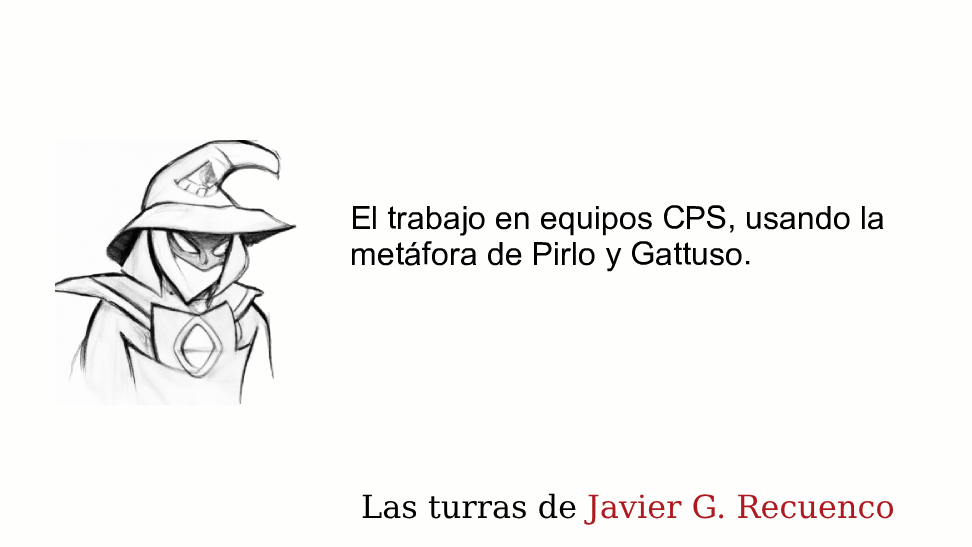 El trabajo en equipos CPS, usando la
metáfora de Pirlo y Gattuso.
Las turras de Javier G. Recuenco